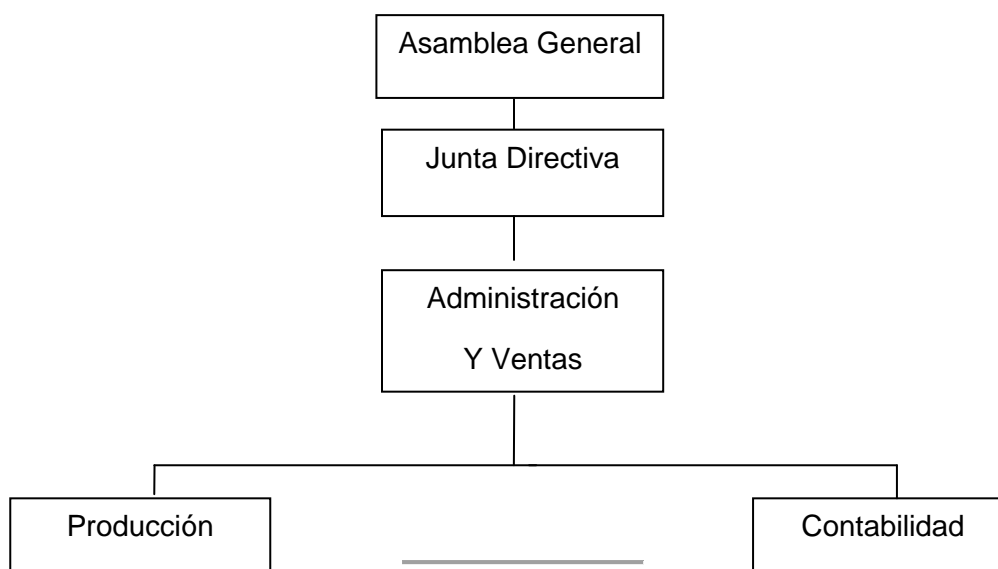 Asamblea General
Junta Directiva
Administración
Y Ventas
Producción
Contabilidad